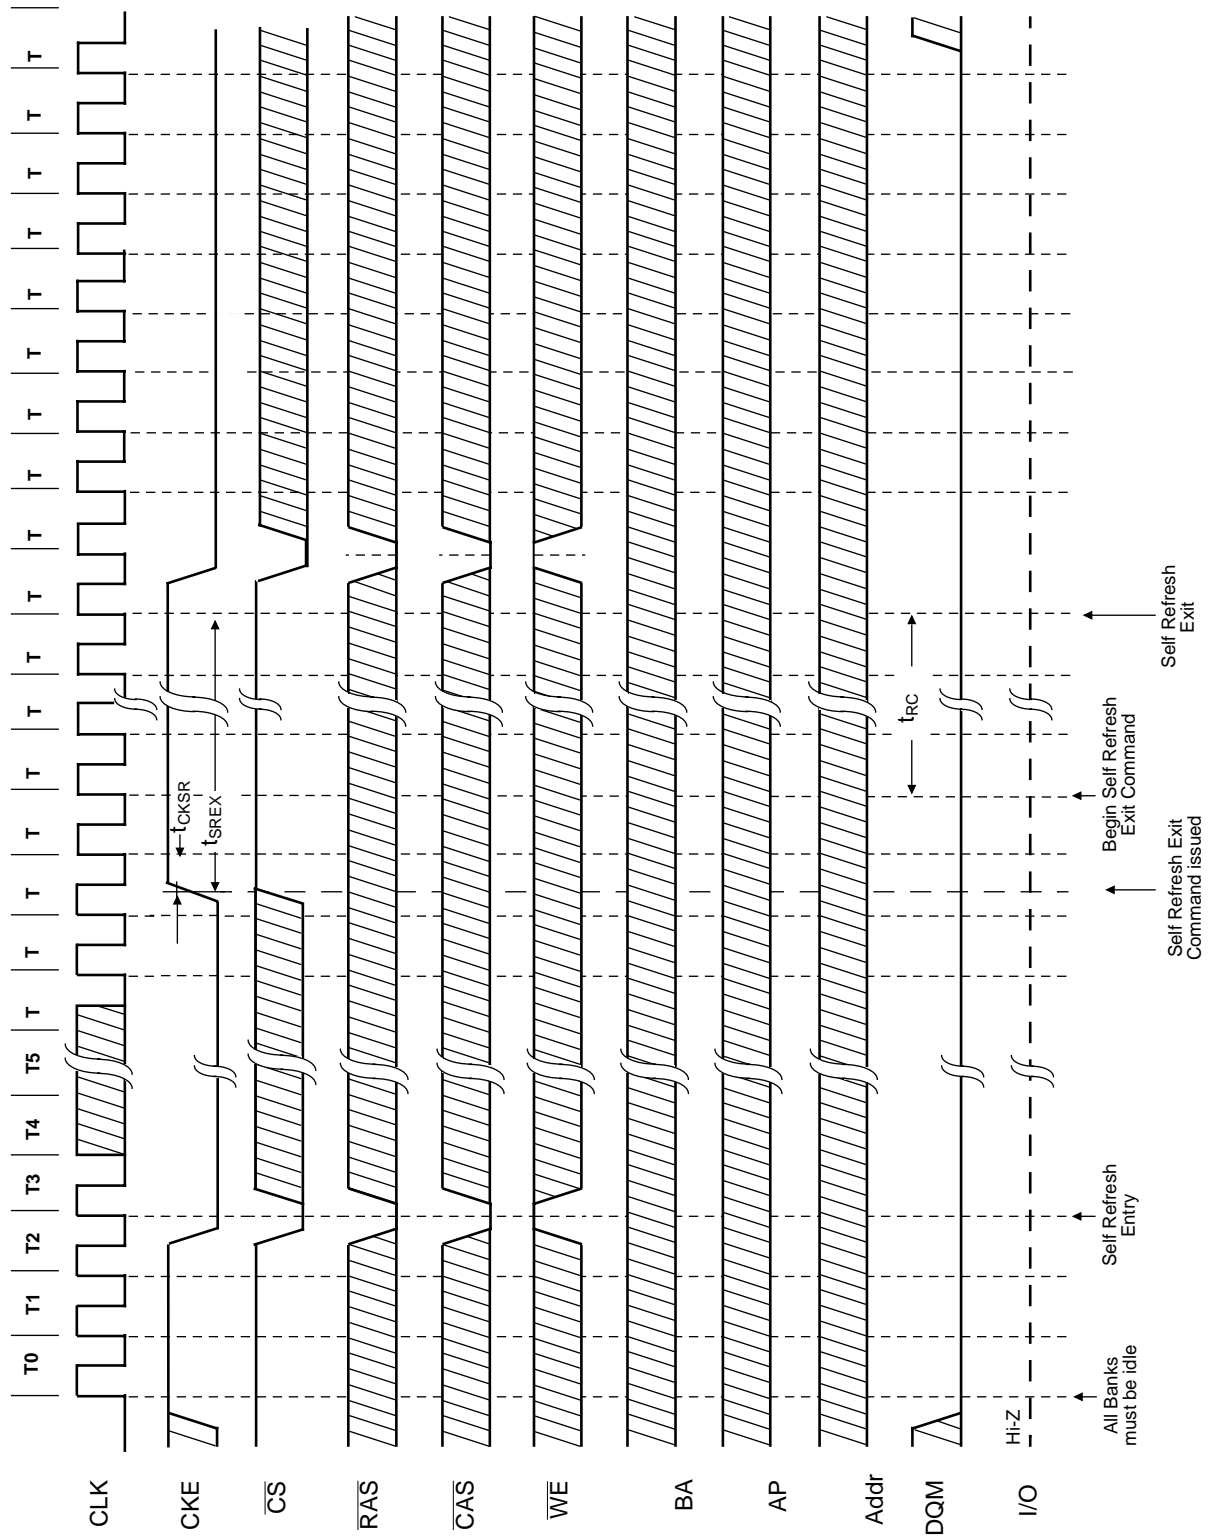 T0 T1 T2 T3 T4 T5 T T T T T T T T T T T T T T T T T
CLK
CKE
tCKSR
tSREX
CS
RAS
CAS
WE
BA
AP
Addr
tRC
DQM
Hi-Z
I/O
All Banks
must be idle
Self Refresh
Entry
Self Refresh Exit
Command issued
Begin Self Refresh
Exit Command
Self Refresh
Exit